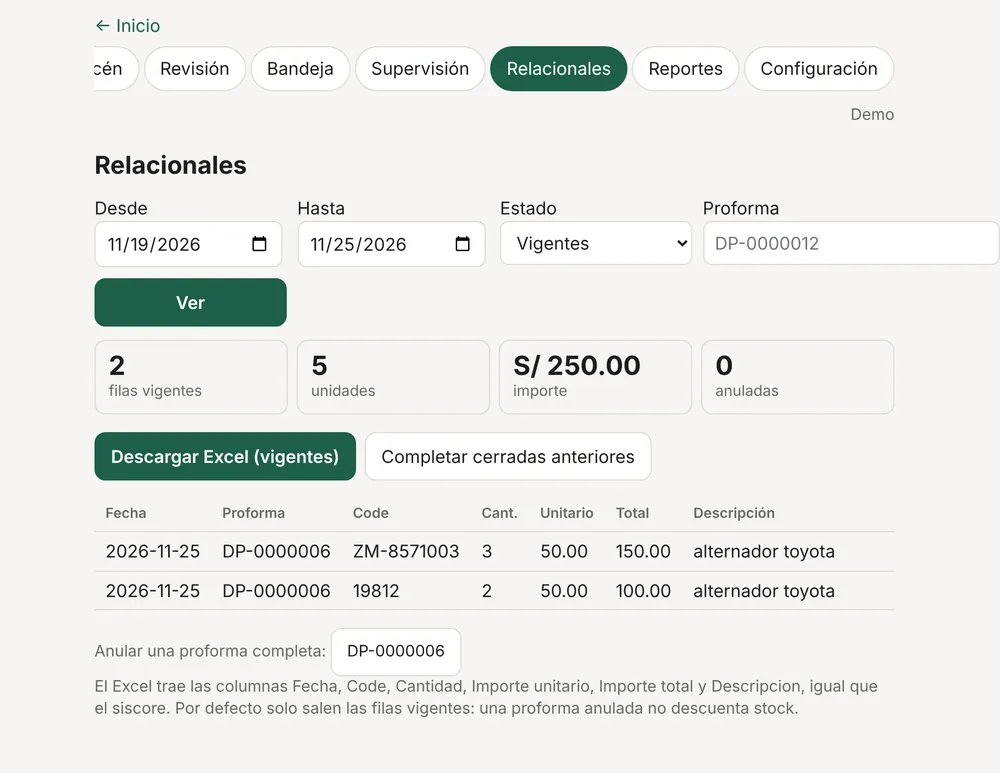 ← Inicio
cén Revisión Bandeja Supervisión Relacionales Reportes Configuración
Demo
Relacionales
Desde Hasta Estado Proforma
11/19/2026 11/25/2026 Vigentes DP-0000012
Ver
2 5 S/ 250.00 0
filas vigentes unidades importe anuladas
Descargar Excel (vigentes) Completar cerradas anteriores
Fecha Proforma Code Cant. Unitario Total Descripción
2026-11-25 DP-0000006 ZM-8571003 3 50.00 150.00 alternador toyota
2026-11-25 DP-0000006 19812 2 50.00 100.00 alternador toyota
Anular una proforma completa: DP-0000006
El Excel trae las columnas Fecha, Code, Cantidad, Importe unitario, Importe total y Descripcion, igual que
el siscore. Por defecto solo salen las filas vigentes: una proforma anulada no descuenta stock.